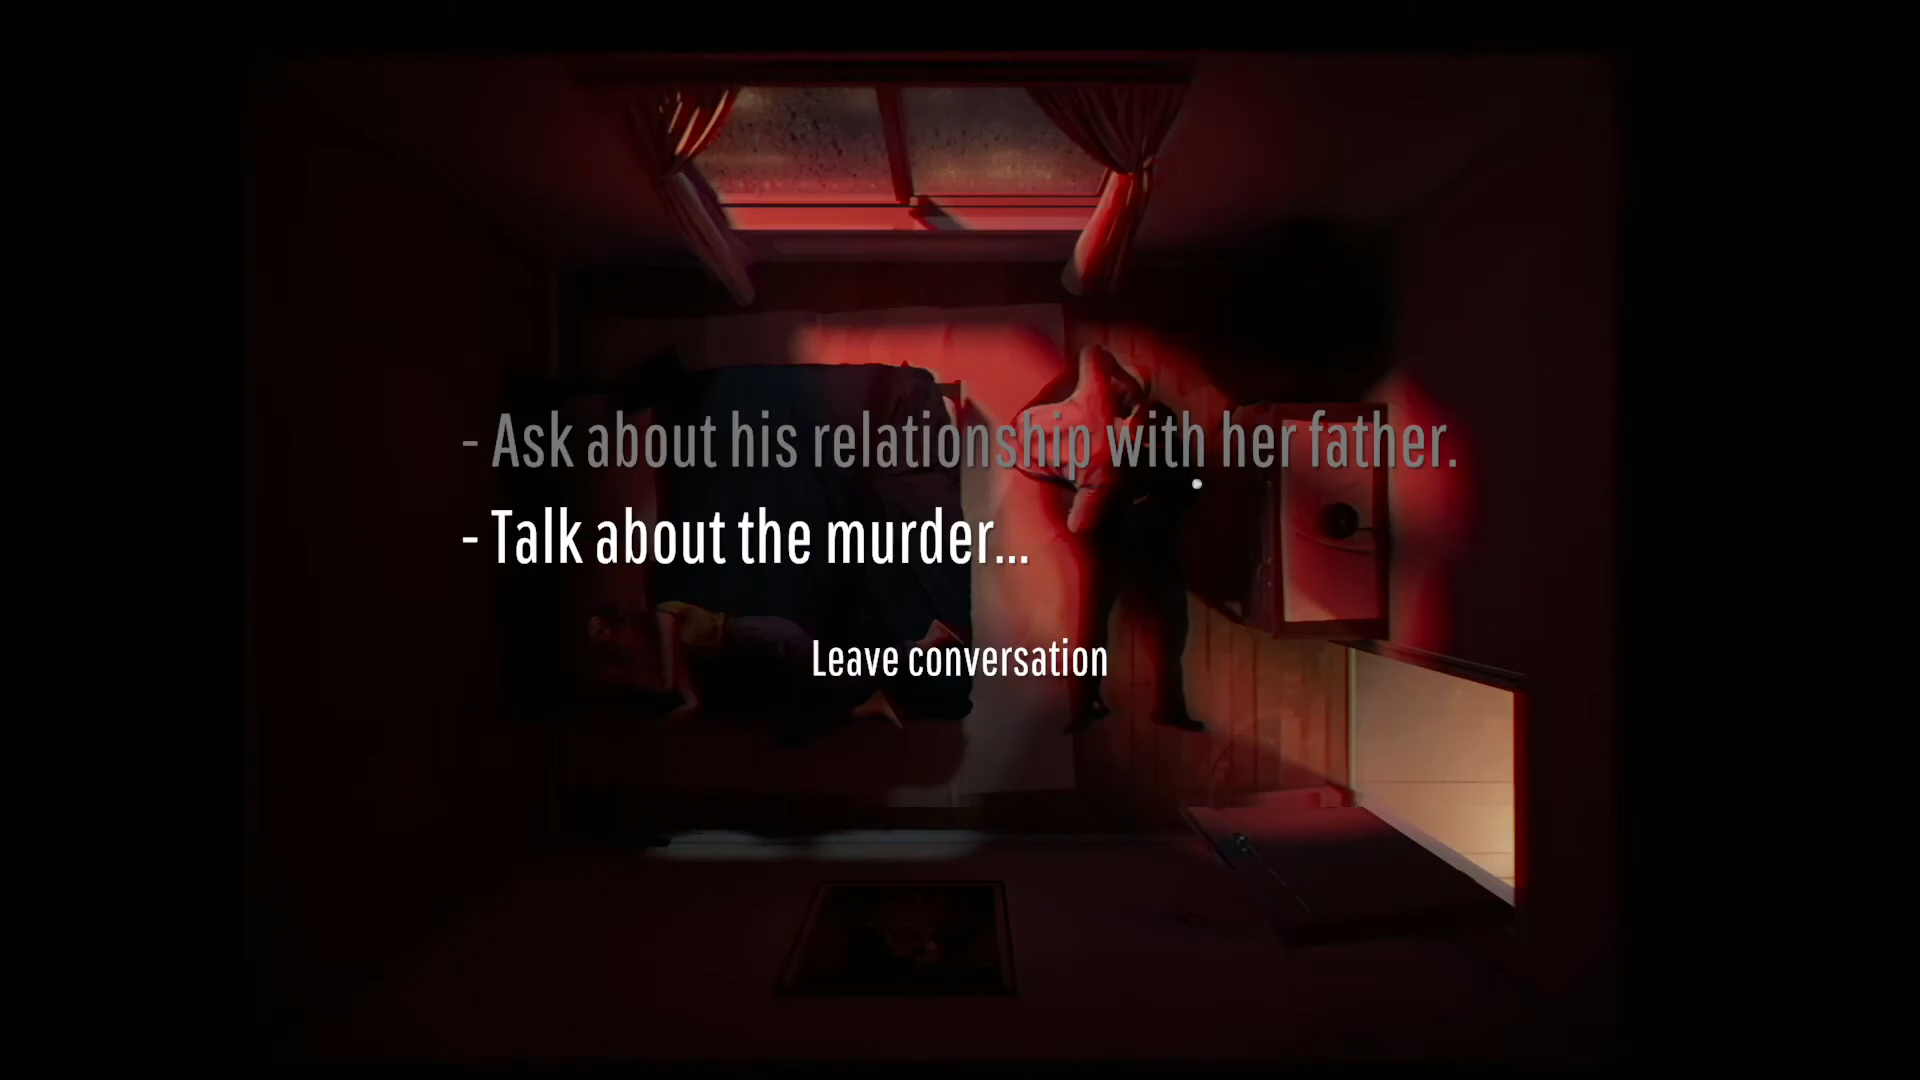 - Ask about his relationship with her father.
- Talk about the murder...
Leave conversation